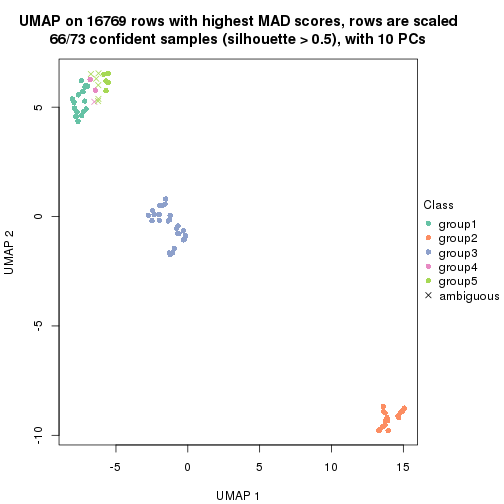 UMAP on 16769 rows with highest MAD scores, rows are scaled
66/73 confident samples (silhouette > 0.5), with 10 PCs
5
0
-5
-10
UMAP 2
-5
0
5
10
15
UMAP 1
Class
group1
group2
group3
group4
group5
ambiguous